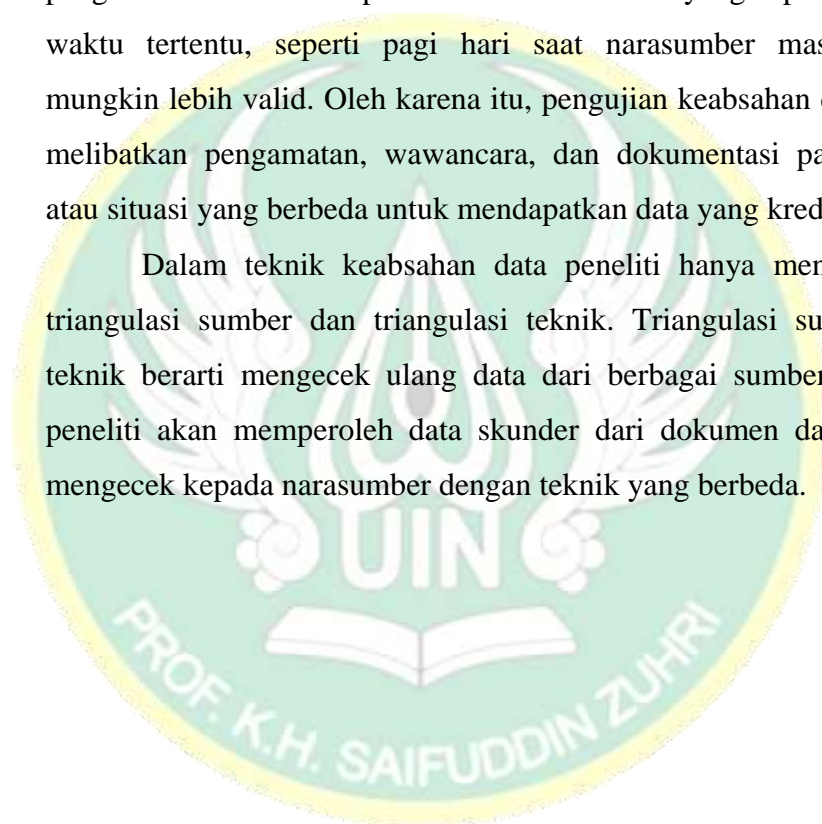 waktu tertentu, seperti pagi hari saat narasumber mas
mungkin lebih valid. Oleh karena itu, pengujian keabsahan
melibatkan pengamatan, wawancara, dan dokumentasi pa
atau situasi yang berbeda untuk mendapatkan data yang kred
Dalam teknik keabsahan data peneliti hanya men
triangulasi sumber dan triangulasi teknik. Triangulasi su
teknik berarti mengecek ulang data dari berbagai sumber
peneliti akan memperoleh data skunder dari dokumen da
mengecek kepada narasumber dengan teknik yang berbeda.
UIN
PROF. K.H. SAIFUDDIN ZUHRI